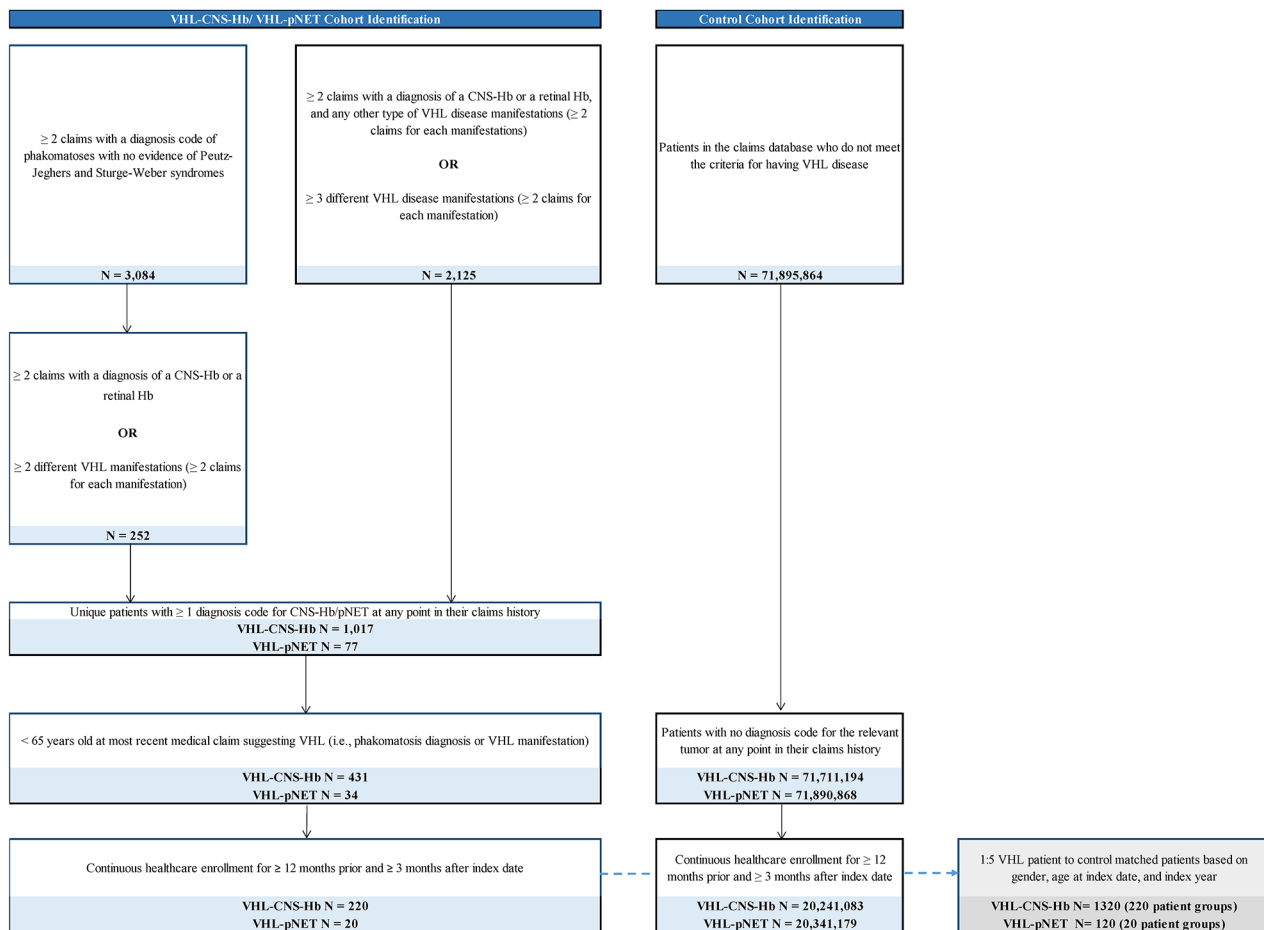 VHL-CNS-Hb/ VHL-pNET Cohort Identification
Control Cohort Identification
≥ 2 claims with a diagnosis code of
phakomatoses with no evidence of Peutz-
Jeghers and Sturge-Weber syndromes
N = 3,084
≥ 2 claims with a diagnosis of a CNS-Hb or a retinal Hb,
and any other type of VHL disease manifestations (≥ 2
claims for each manifestations)
OR
≥ 3 different VHL disease manifestations (≥ 2 claims for
each manifestation)
N = 2,125
Patients in the claims database who do not meet
the criteria for having VHL disease
N = 71,895,864
≥ 2 claims with a diagnosis of a CNS-Hb or a
retinal Hb
OR
≥ 2 different VHL manifestations (≥ 2 claims
for each manifestation)
N = 252
Unique patients with ≥ 1 diagnosis code for CNS-Hb/pNET at any point in their claims history
VHL-CNS-Hb N = 1,017
VHL-pNET N = 77
< 65 years old at most recent medical claim suggesting VHL (i.e., phakomatosis diagnosis or VHL manifestation)
VHL-CNS-Hb N = 431
VHL-pNET N = 34
Patients with no diagnosis code for the relevant
tumor at any point in their claims history
VHL-CNS-Hb N = 71,711,194
VHL-pNET N = 71,890,868
Continuous healthcare enrollment for ≥ 12 months prior and ≥ 3 months after index date
VHL-CNS-Hb N = 220
VHL-pNET N = 20
Continuous healthcare enrollment for ≥ 12
months prior and ≥ 3 months after index date
VHL-CNS-Hb N = 20,241,083
VHL-pNET N = 20,341,179
1:5 VHL patient to control matched patients based on
gender, age at index date, and index year
VHL-CNS-Hb N= 1320 (220 patient groups)
VHL-pNET N= 120 (20 patient groups)